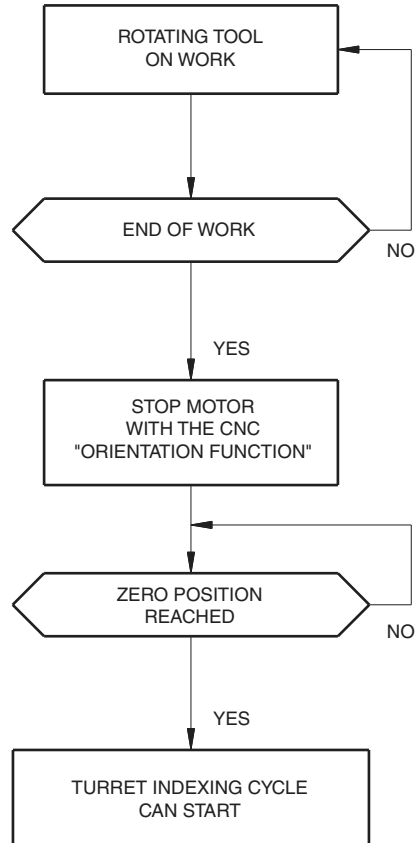 ROTATING TOOL
ON WORK
END OF WORK
NO
YES
STOP MOTOR
WITH THE CNC
"ORIENTATION FUNCTION"
ZERO POSITION
REACHED
NO
YES
TURRET INDEXING CYCLE
CAN START